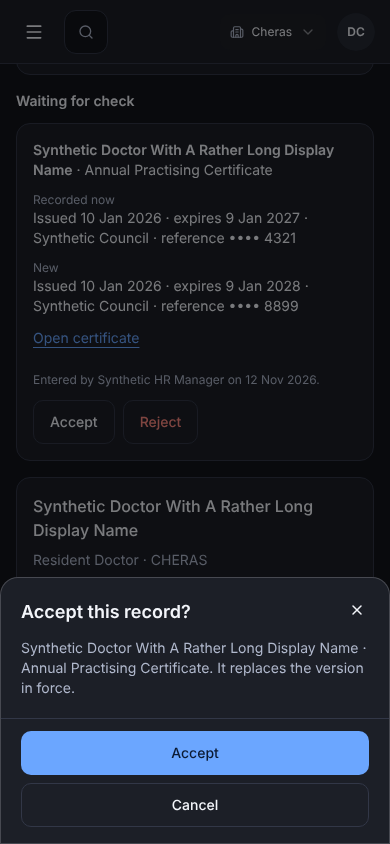 Cheras
DC
Waiting for check
Synthetic Doctor With A Rather Long Display
Name · Annual Practising Certificate
Recorded now
Issued 10 Jan 2026 · expires 9 Jan 2027 ·
Synthetic Council · reference •••• 4321
New
Issued 10 Jan 2026 · expires 9 Jan 2028 ·
Synthetic Council · reference •••• 8899
Open certificate
Entered by Synthetic HR Manager on 12 Nov 2026.
Accept
Reject
Synthetic Doctor With A Rather Long
Display Name
Resident Doctor · CHERAS
Accept this record?
Synthetic Doctor With A Rather Long Display Name ·
Annual Practising Certificate. It replaces the version
in force.
Accept
Cancel